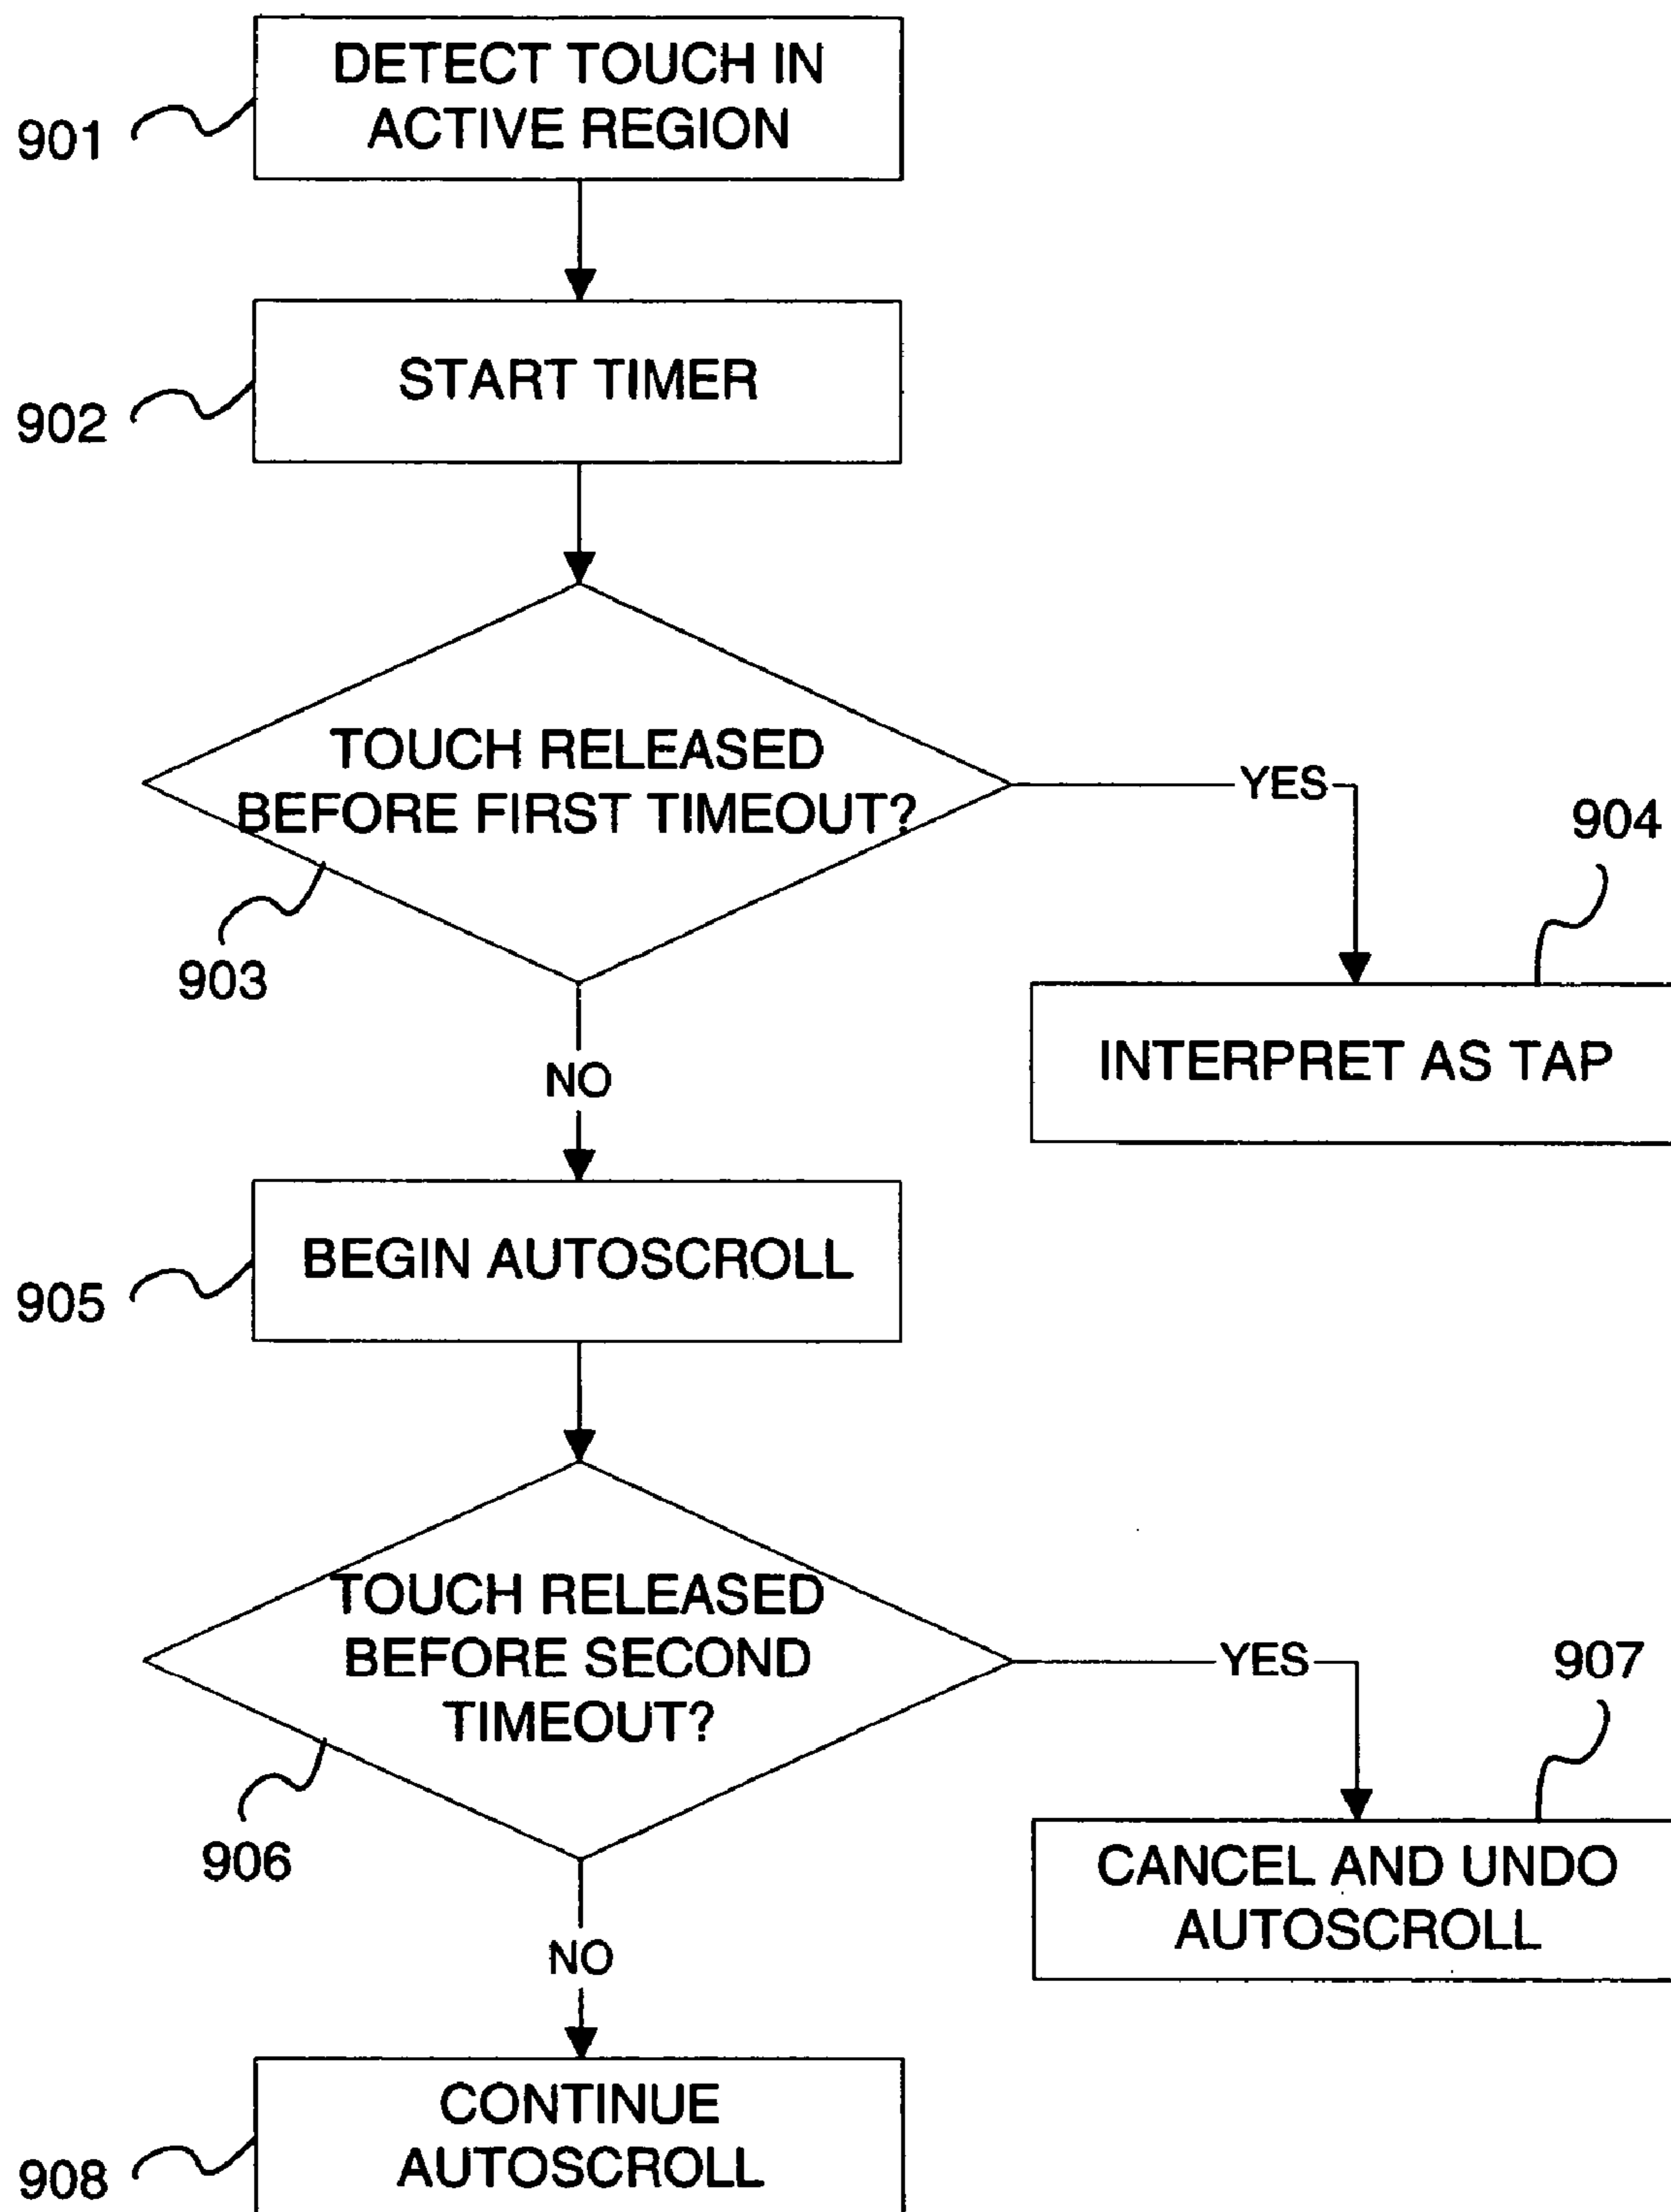 DETECT TOUCH IN
ACTIVE REGION
901
START TIMER
902
TOUCH RELEASED
BEFORE FIRST TIMEOUT?
YES
904
903
INTERPRET AS TAP
NO
BEGIN AUTOSCROLL
905
TOUCH RELEASED
BEFORE SECOND
TIMEOUT?
YES
907
906
CANCEL AND UNDO
AUTOSCROLL
NO
CONTINUE
AUTOSCROLL
908